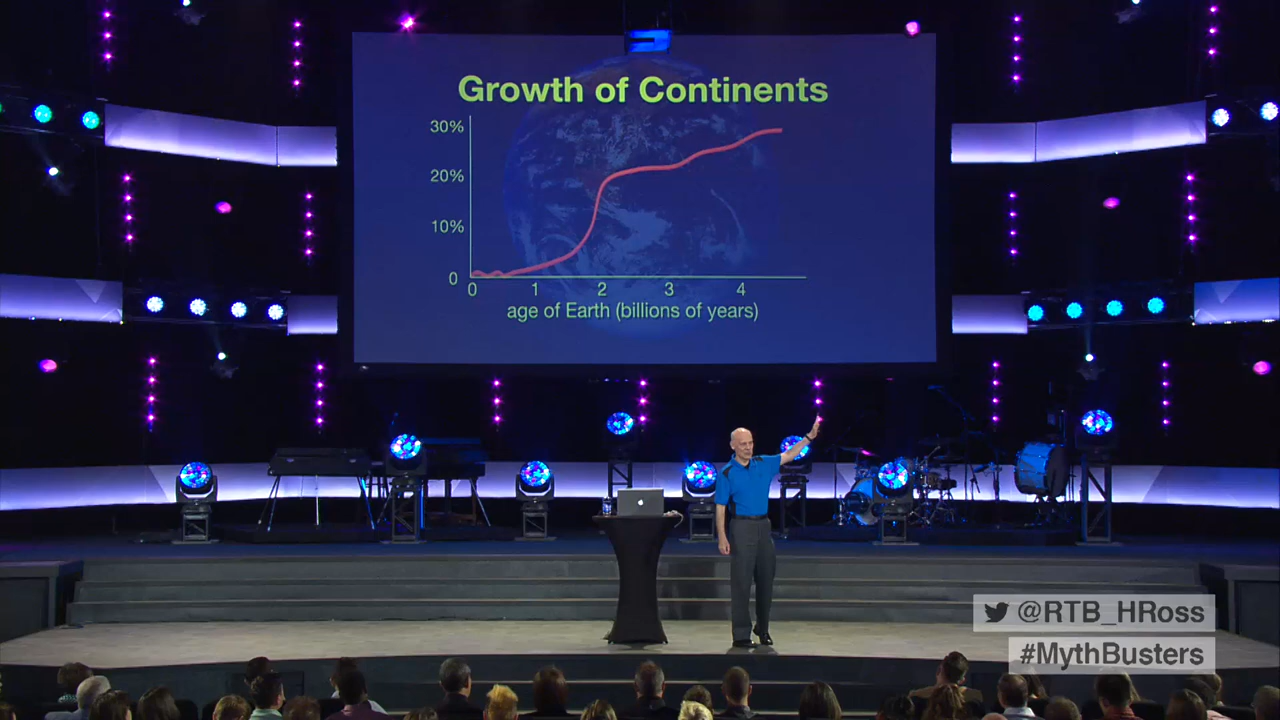 Growth of Continents
30%
20%
10%
0
0 1 2 3 4
age of Earth (billions of years)
@RTB_HRoss
#MythBusters